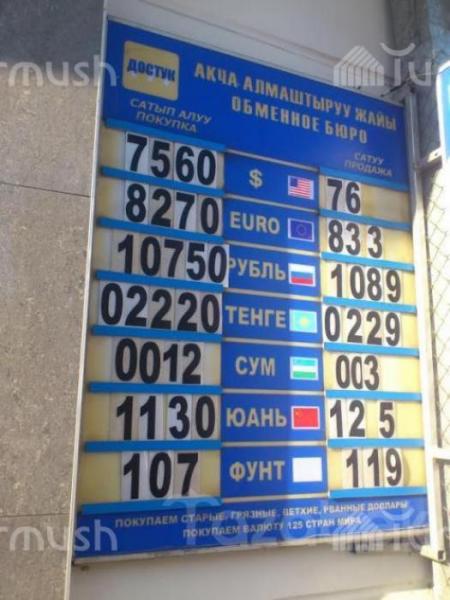 ДОСТУК
АКЧА АЛМАШТЫРУУ ЖАЙЫ
ОБМЕННОЕ БЮРО
САТЫП АЛУУ
ПОКУПКА
САТУУ
ПРОДАЖА
7560 $ 76
8270 EURO 833
10750 РУБЛЬ 1089
02220 ТЕНГЕ 0229
0012 СУМ 003
1130 ЮАНЬ 125
107 ФУНТ 119
ПОКУПАЕМ СТАРЫЕ, ГРЯЗНЫЕ, ВЕТХИЕ, РВАННЫЕ ДОЛЛАРЫ
ПОКУПАЕМ ВАЛЮТУ 125 СТРАН МИРА